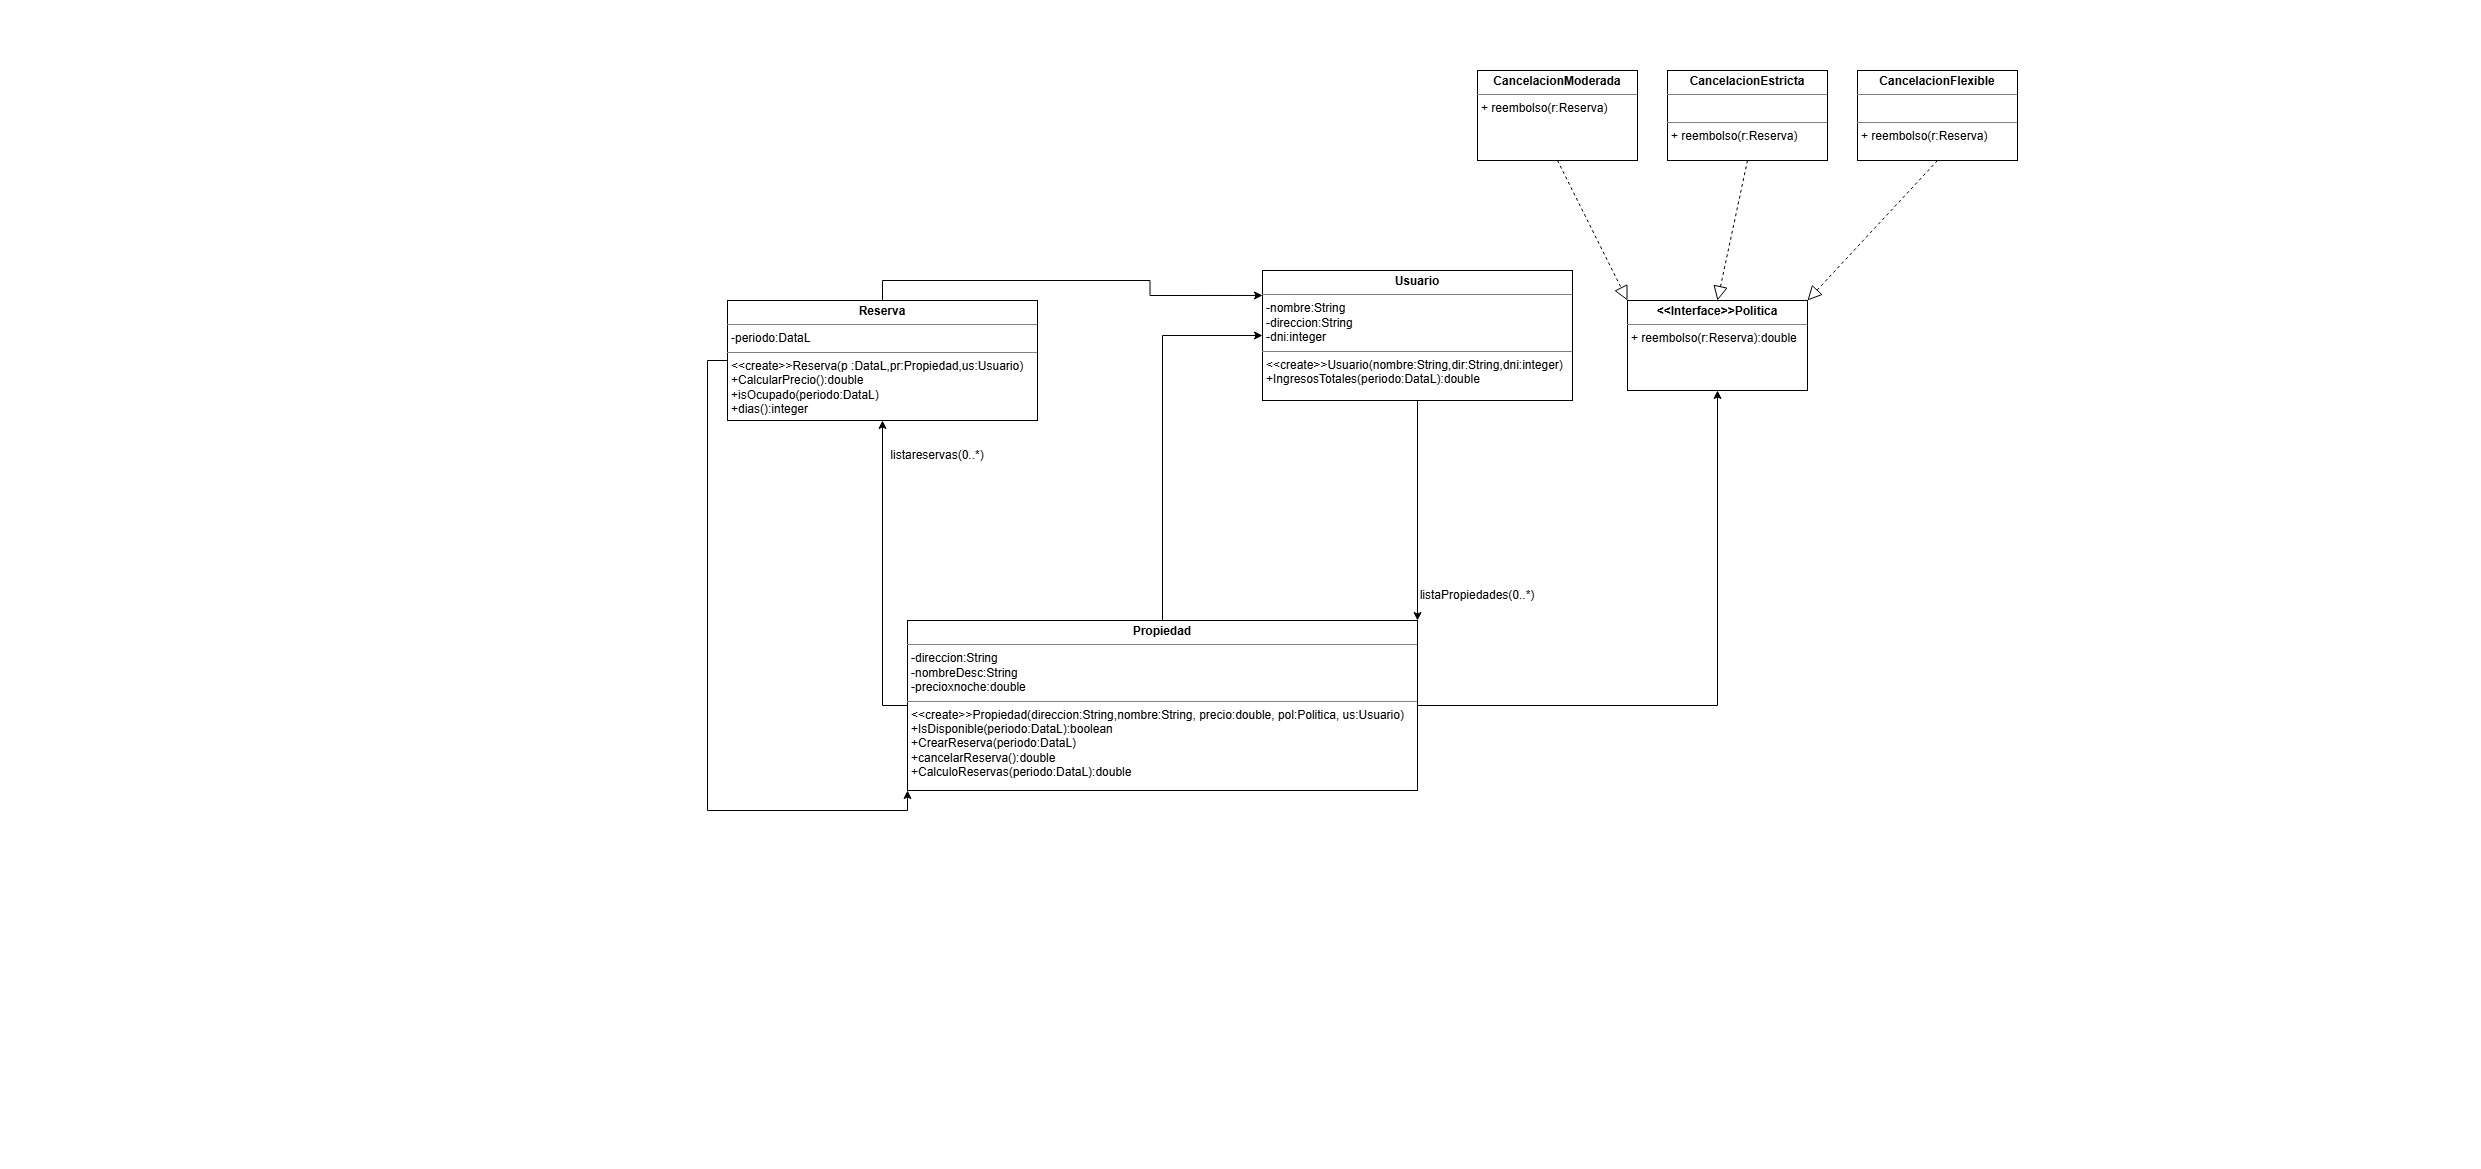 CancelacionModerada
+ reembolso(r:Reserva)
CancelacionEstricta
+ reembolso(r:Reserva)
CancelacionFlexible
+ reembolso(r:Reserva)
Reserva
-periodo:DataL
<<create>>Reserva(p :DataL,pr:Propiedad,us:Usuario)
+CalcularPrecio():double
+isOcupado(periodo:DataL)
+dias():integer
Usuario
-nombre:String
-direccion:String
-dni:integer
<<create>>Usuario(nombre:String,dir:String,dni:integer)
+IngresosTotales(periodo:DataL):double
<<Interface>>Politica
+ reembolso(r:Reserva):double
listareservas(0..*)
listaPropiedades(0..*)
Propiedad
-direccion:String
-nombreDesc:String
-precioxnoche:double
<<create>>Propiedad(direccion:String,nombre:String, precio:double, pol:Politica, us:Usuario)
+IsDisponible(periodo:DataL):boolean
+CrearReserva(periodo:DataL)
+cancelarReserva():double
+CalculoReservas(periodo:DataL):double